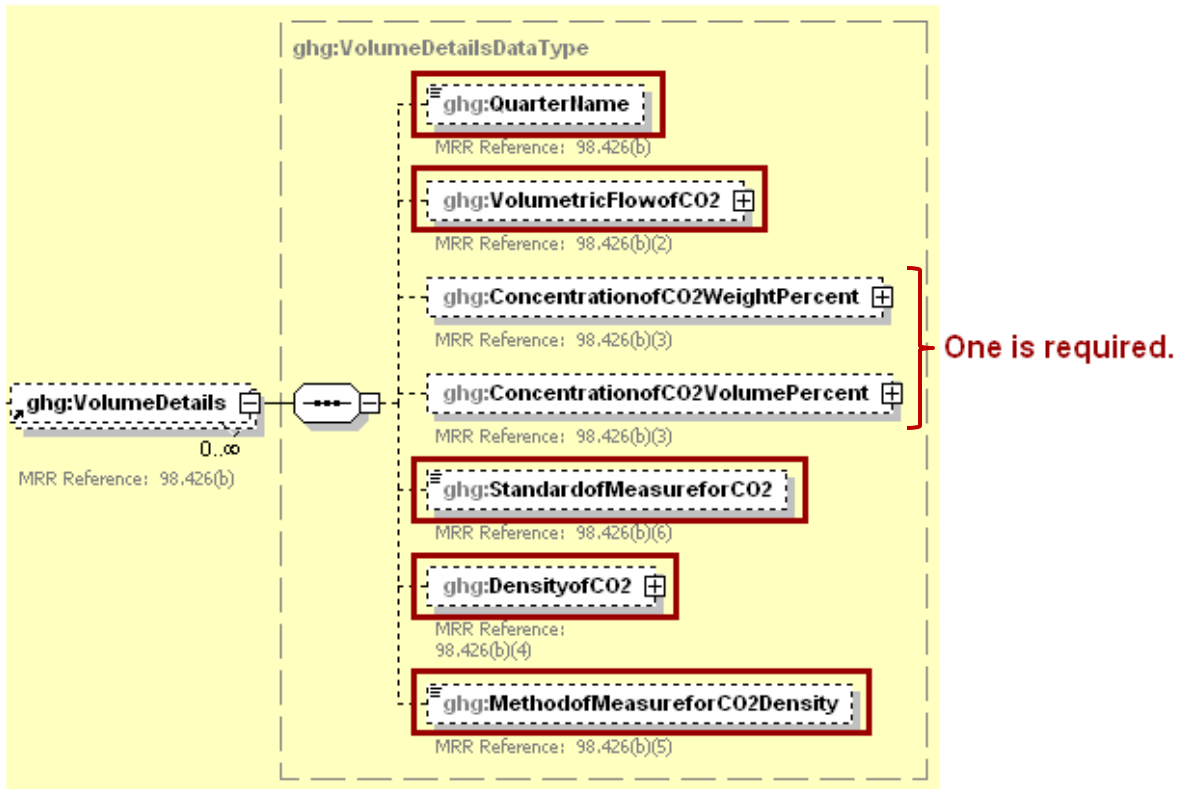 ghg:VolumeDetailsDataType
ghg:QuarterName
MRR Reference: 98.426(b)
ghg:VolumetricFlowofCO2
MRR Reference: 98.426(b)(2)
ghg:ConcentrationofCO2WeightPercent
MRR Reference: 98.426(b)(3)
One is required.
ghg:ConcentrationofCO2VolumePercent
MRR Reference: 98.426(b)(3)
ghg:VolumeDetails
0..∞
MRR Reference: 98.426(b)
ghg:StandardofMeasureforCO2
MRR Reference: 98.426(b)(6)
ghg:DensityofCO2
MRR Reference:
98.426(b)(4)
ghg:MethodofMeasureforCO2Density
MRR Reference: 98.426(b)(5)